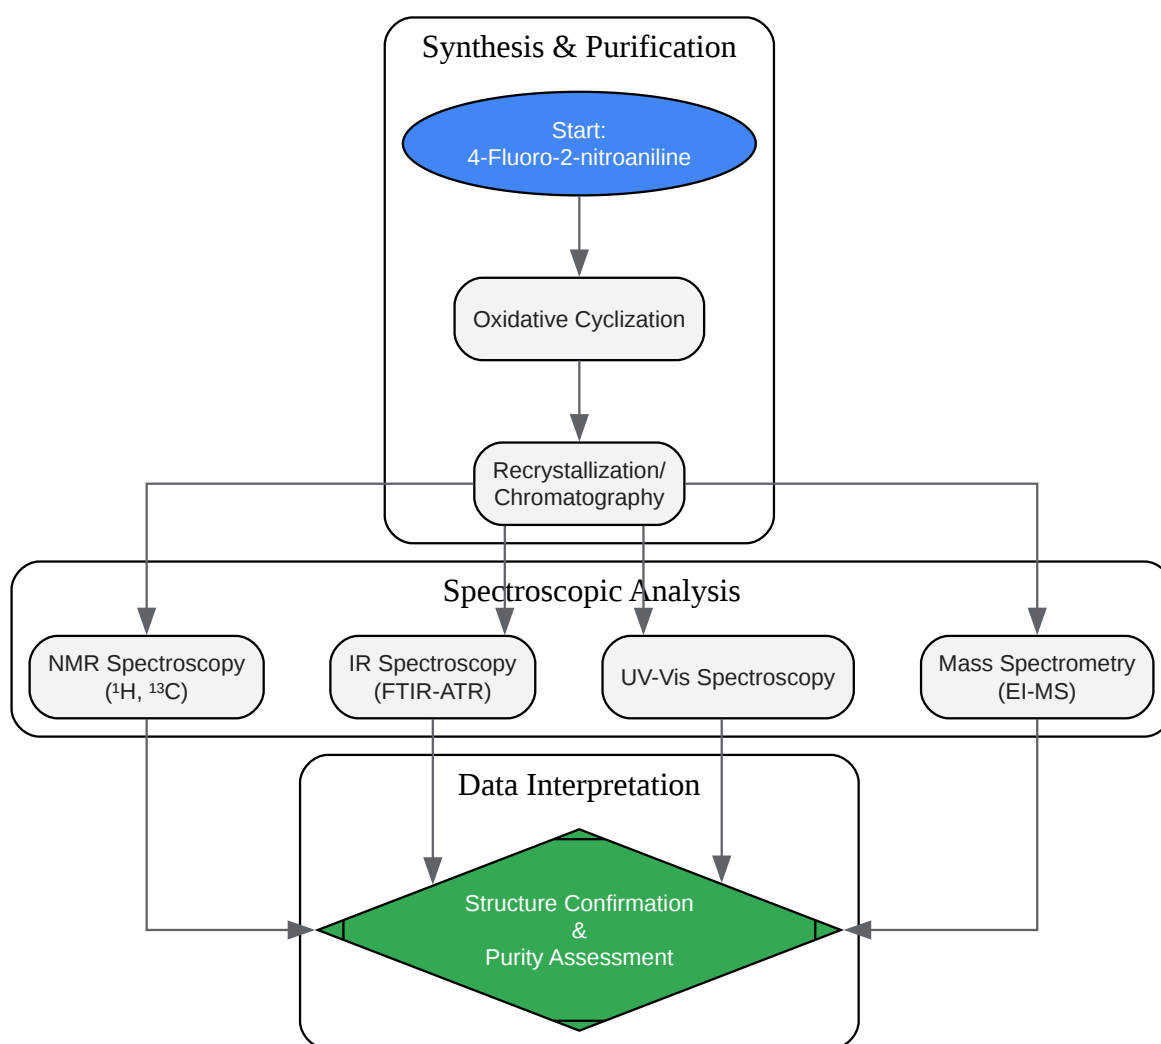 Synthesis & Purification
Start:
4-Fluoro-2-nitroaniline
Oxidative Cyclization
Recrystallization/
Chromatography
Spectroscopic Analysis
NMR Spectroscopy
(¹H, ¹³C)
IR Spectroscopy
(FTIR-ATR)
UV-Vis Spectroscopy
Mass Spectrometry
(EI-MS)
Data Interpretation
Structure Confirmation
&
Purity Assessment